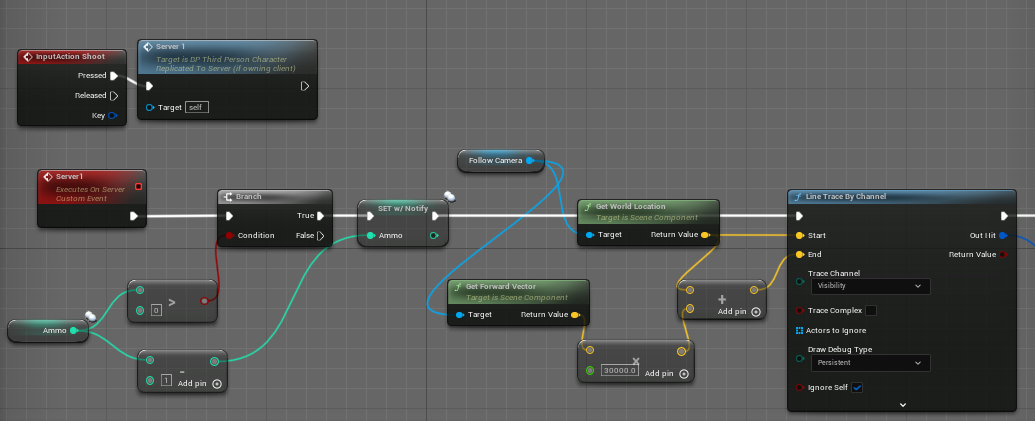 InputAction Shoot
Pressed
Released
Key
Server 1
Target is BP Third Person Character
Replicated To Server (if owning client)
Target self
Server1
Executes On Server
Custom Event
Branch
True
Condition False
SET w/ Notify
Ammo
Follow Camera
Get World Location
Target is Scene Component
Target Return Value
Get Forward Vector
Target is Scene Component
Target Return Value
Ammo
>
0
-
1 Add pin
+
Add pin
x
30000.0 Add pin
Line Trace By Channel
Start Out Hit
End Return Value
Trace Channel
Visibility
Trace Complex
Actors to Ignore
Draw Debug Type
Persistent
Ignore Self